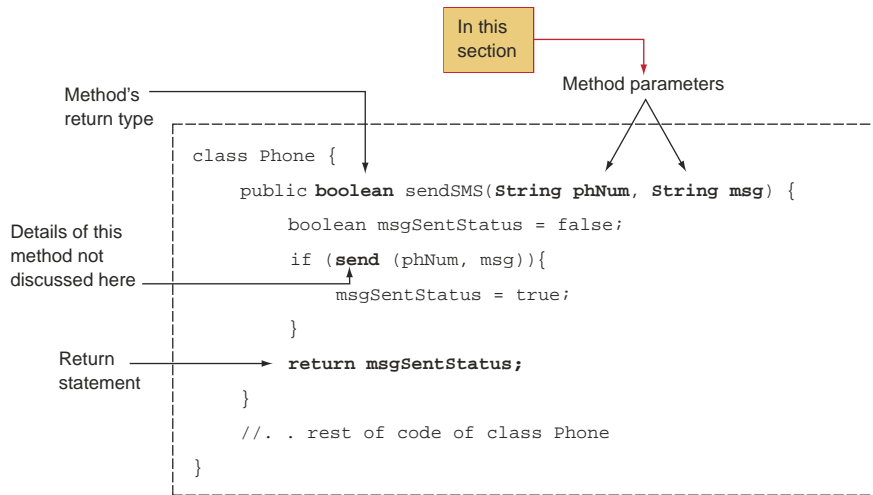 In this
section
Method parameters
Method's
return type
class Phone {
public boolean sendSMS(String phNum, String msg) {
boolean msgSentStatus = false;
Details of this
method not
discussed here
if (send (phNum, msg)){
msgSentStatus = true;
}
Return
statement
return msgSentStatus;
}
//. . rest of code of class Phone
}